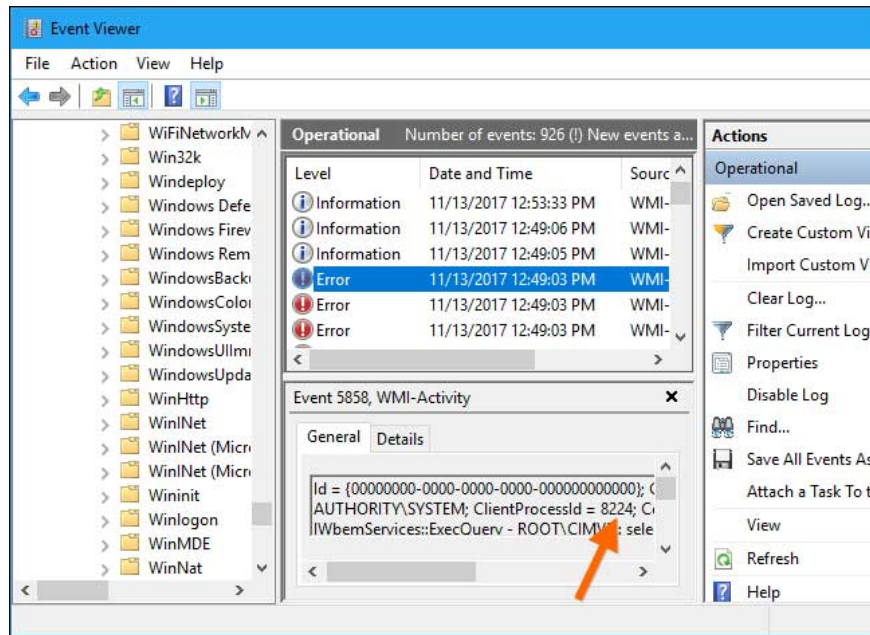 Event Viewer
File Action View Help
WiFiNetworkM
Win32k
Windeploy
Windows Defe
Windows Firew
Windows Rem
WindowsBack
WindowsColo
WindowsSyste
WindowsUIImm
WindowsUpda
WinHttp
WinINet
WinINet (Micr
WinINet (Micr
Wininit
Winlogon
WinMDE
WinNat
Operational Number of events: 926 (!) New events a...
Level Date and Time Sourc
Information 11/13/2017 12:53:33 PM WMI-
Information 11/13/2017 12:49:06 PM WMI-
Information 11/13/2017 12:49:05 PM WMI-
Error 11/13/2017 12:49:03 PM WMI-
Error 11/13/2017 12:49:03 PM WMI-
Error 11/13/2017 12:49:03 PM WMI-
Event 5858, WMI-Activity
General Details
Id = {00000000-0000-0000-0000-000000000000}; C
AUTHORITY\SYSTEM; ClientProcessId = 8224; Co
IWbemServices::ExecQuery - ROOT\CIMV : sele
Actions
Operational
Open Saved Log..
Create Custom Vi
Import Custom V
Clear Log...
Filter Current Log
Properties
Disable Log
Find...
Save All Events As
Attach a Task To t
View
Refresh
Help